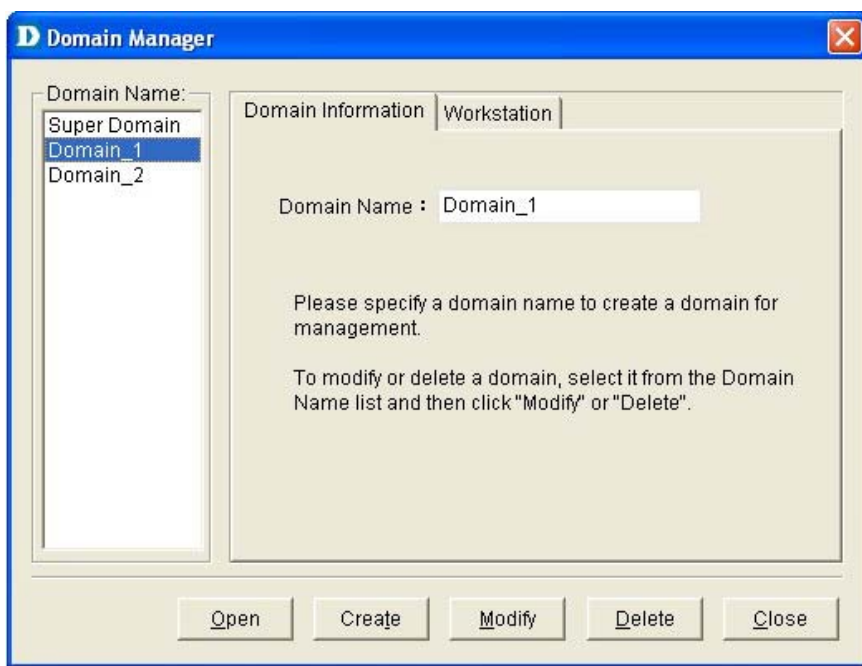 D Domain Manager
Domain Name:
Super Domain
Domain_1
Domain_2
Domain Information
Workstation
Domain Name : Domain_1
Please specify a domain name to create a domain for
management.
To modify or delete a domain, select it from the Domain
Name list and then click "Modify" or "Delete".
Open
Create
Modify
Delete
Close